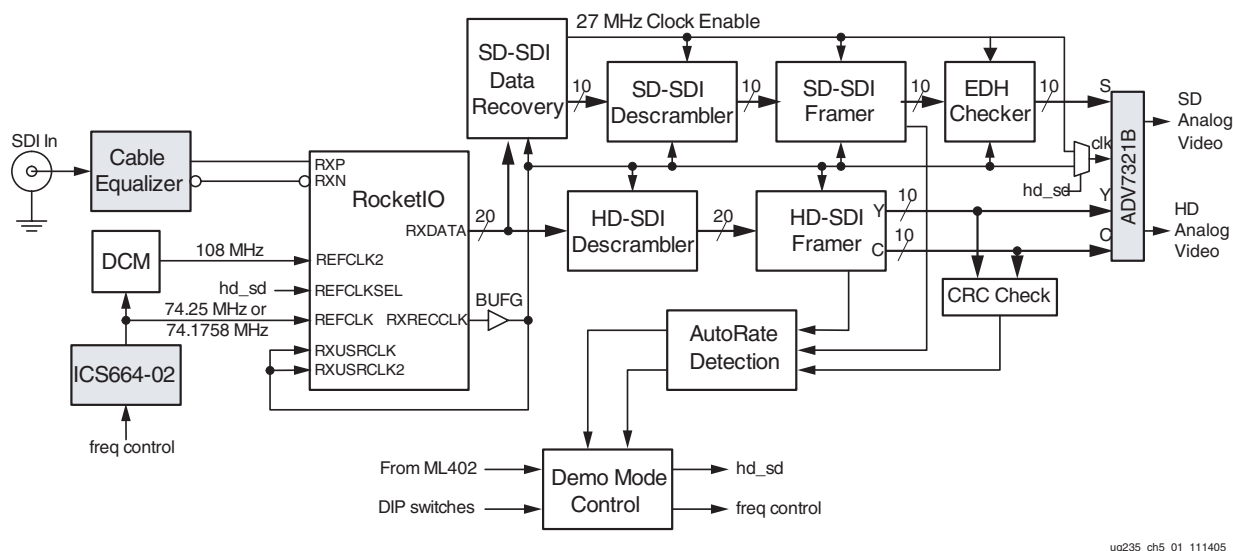 27 MHz Clock Enable
SD-SDI
Data
Recovery
10
SD-SDI
Descrambler
10
SD-SDI
Framer
10
EDH
Checker
10
S
SD
Analog
Video
clk
hd_sd
ADV7321B
Y
C
HD
Analog
Video
SDI In
Cable
Equalizer
RXP
RXN
RocketIO
RXDATA
20
HD-SDI
Descrambler
20
HD-SDI
Framer
Y
C
10
10
CRC Check
DCM
108 MHz
REFCLK2
hd_sd
REFCLKSEL
74.25 MHz or
74.1758 MHz
REFCLK
RXRECCLK
BUFG
RXUSRCLK
RXUSRCLK2
ICS664-02
freq control
AutoRate
Detection
From ML402
DIP switches
Demo Mode
Control
hd_sd
freq control
ug235_ch5_01_111405